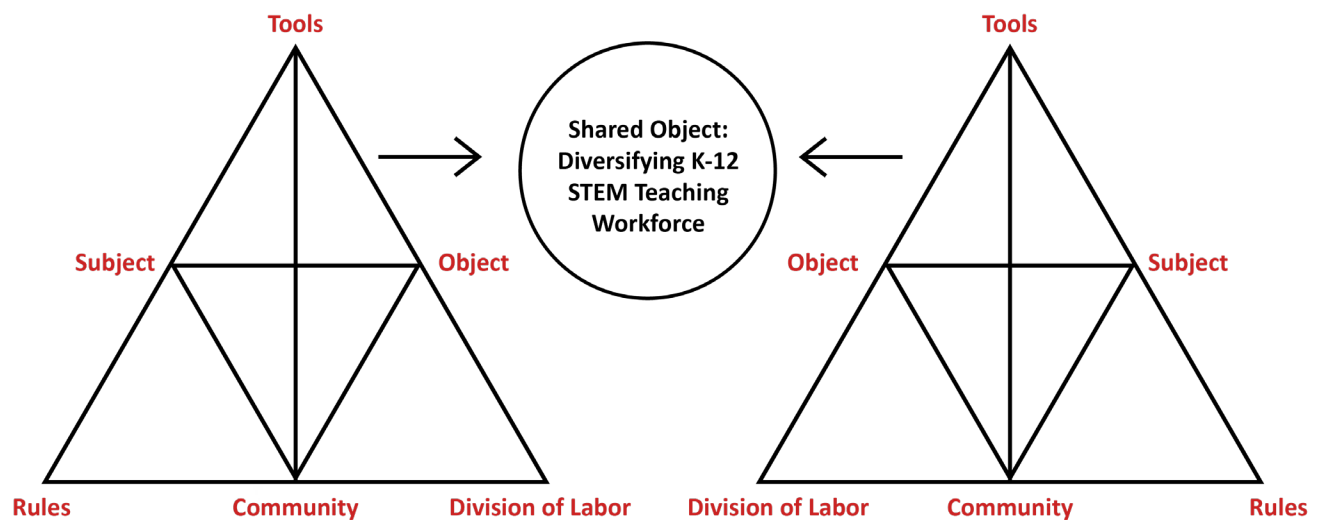 Tools
Tools
Shared Object:
Diversifying K-12
STEM Teaching
Workforce
Subject
Object
Object
Subject
Rules
Community
Division of Labor
Division of Labor
Community
Rules